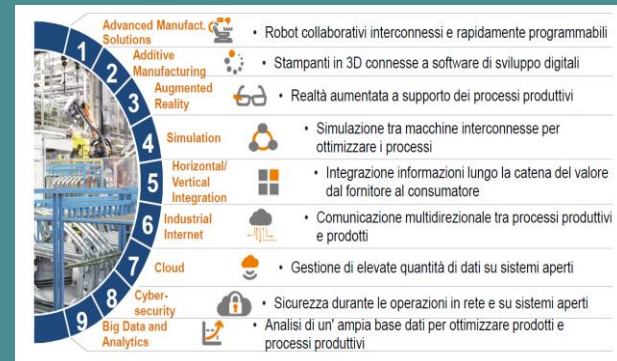 1
Advanced Manufact.
Solutions
• Robot collaborativi interconnessi e rapidamente programmabili
2
Additive
Manufacturing
• Stampanti in 3D connesse a software di sviluppo digitali
3
Augmented
Reality
• Realtà aumentata a supporto dei processi produttivi
4
Simulation
• Simulazione tra macchine interconnesse per
ottimizzare i processi
5
Horizontal/
Vertical
Integration
• Integrazione informazioni lungo la catena del valore
dal fornitore al consumatore
6
Industrial
Internet
• Comunicazione multidirezionale tra processi produttivi
e prodotti
7
Cloud
• Gestione di elevate quantità di dati su sistemi aperti
8
Cyber-
security
• Sicurezza durante le operazioni in rete e su sistemi aperti
9
Big Data and
Analytics
• Analisi di un' ampia base dati per ottimizzare prodotti e
processi produttivi